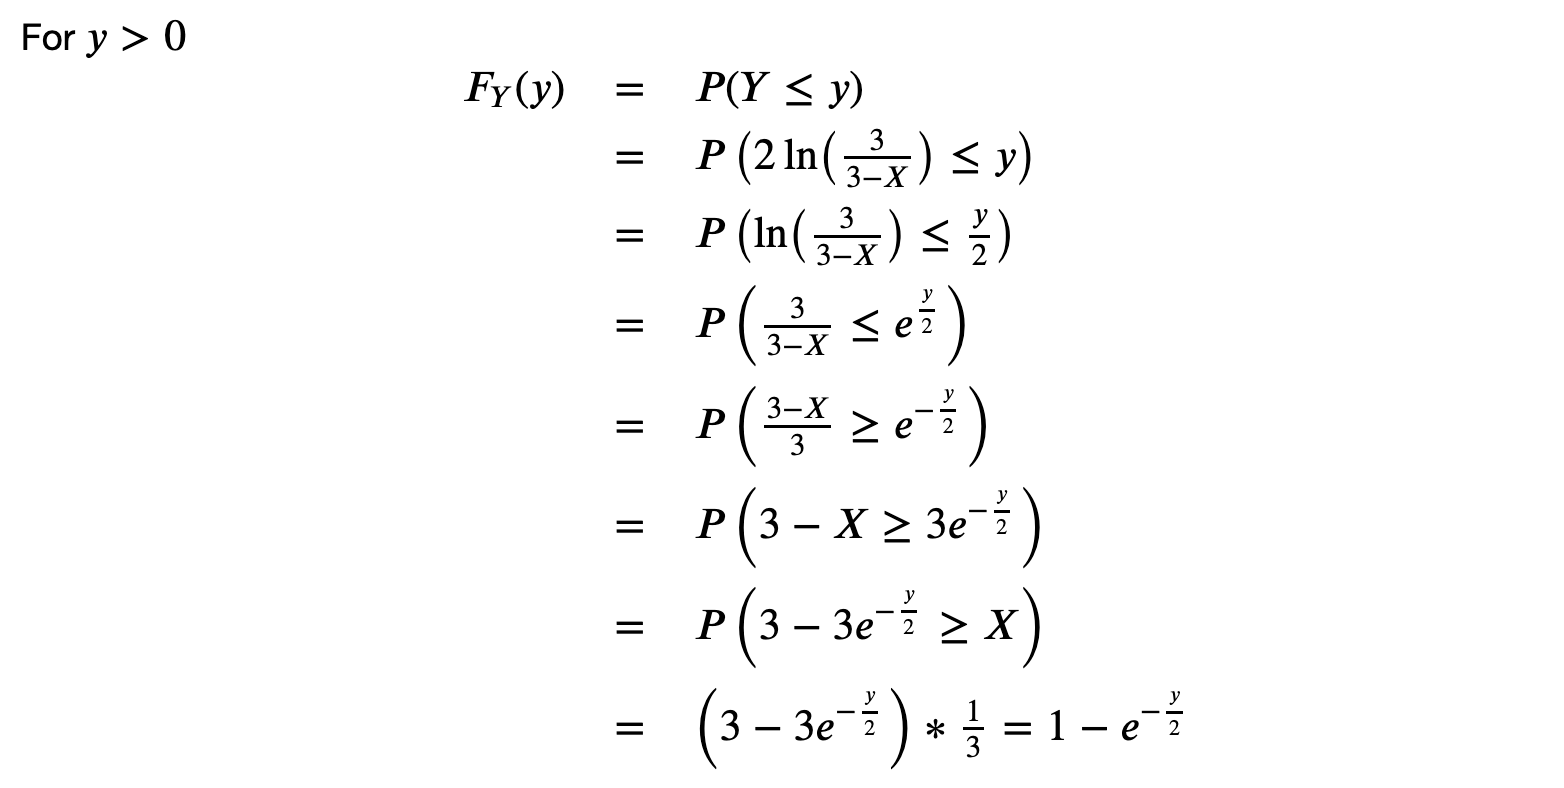 For y > 0
F_Y(y) = P(Y ≤ y)
= P(2 ln(3/(3−X)) ≤ y)
= P(ln(3/(3−X)) ≤ y/2)
= P(3/(3−X) ≤ e^(y/2))
= P((3−X)/3 ≥ e^(−y/2))
= P(3 − X ≥ 3e^(−y/2))
= P(3 − 3e^(−y/2) ≥ X)
= (3 − 3e^(−y/2)) * 1/3 = 1 − e^(−y/2)